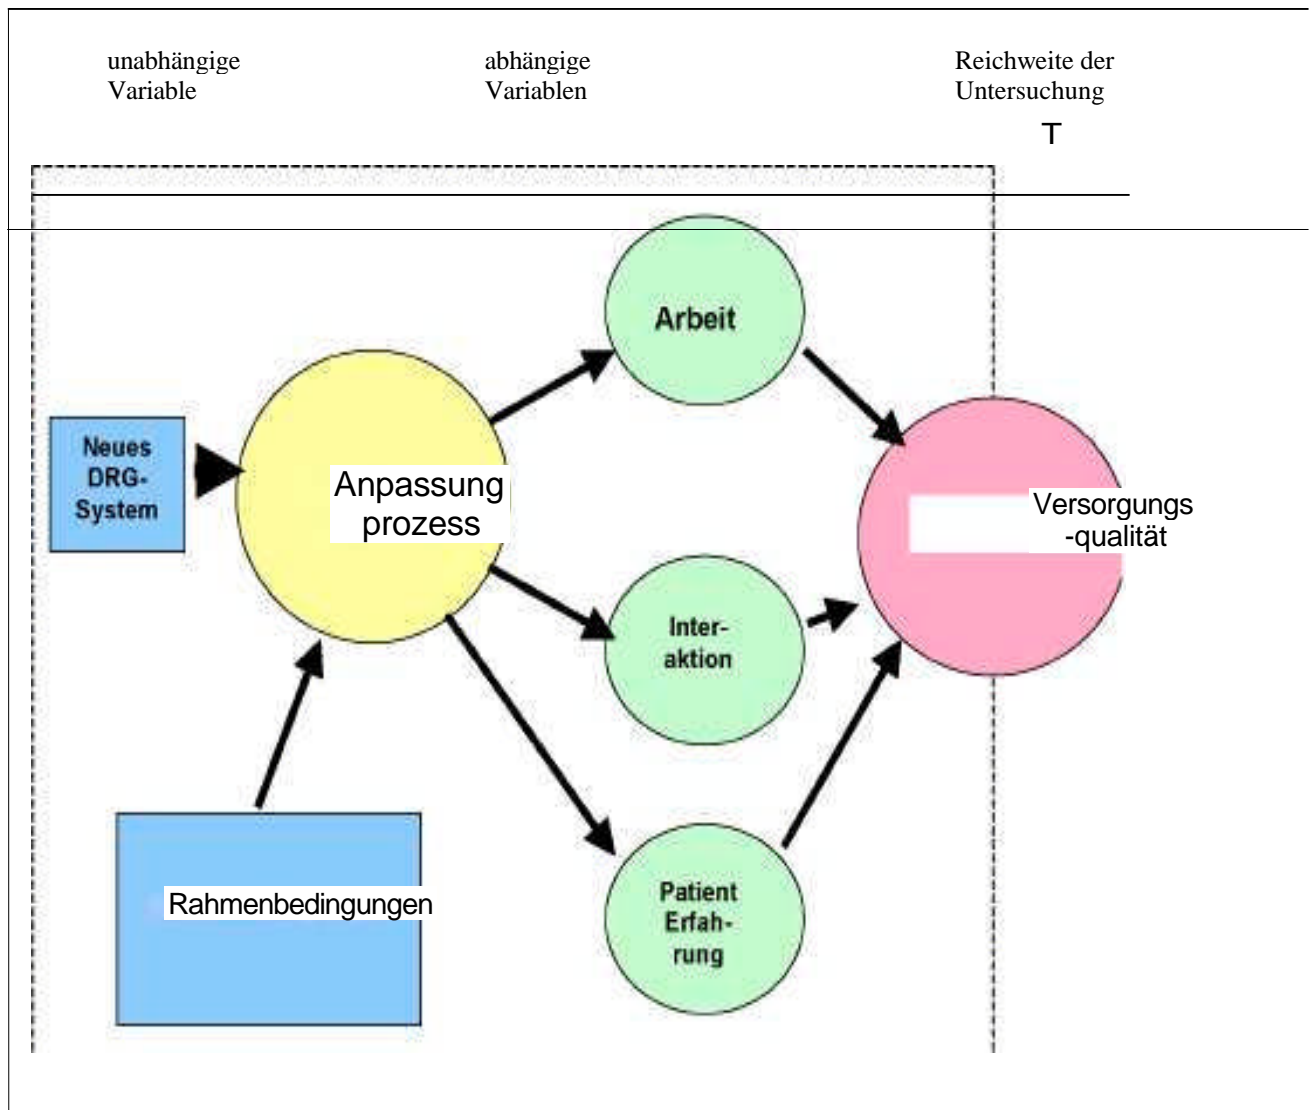 unabhängige
Variable
abhängige
Variablen
Reichweite der
Untersuchung
T
Arbeit
Neues
DRG-
System
Anpassung
prozess
Versorgungs
-qualität
Inter-
aktion
Rahmenbedingungen
Patient
Erfah-
rung